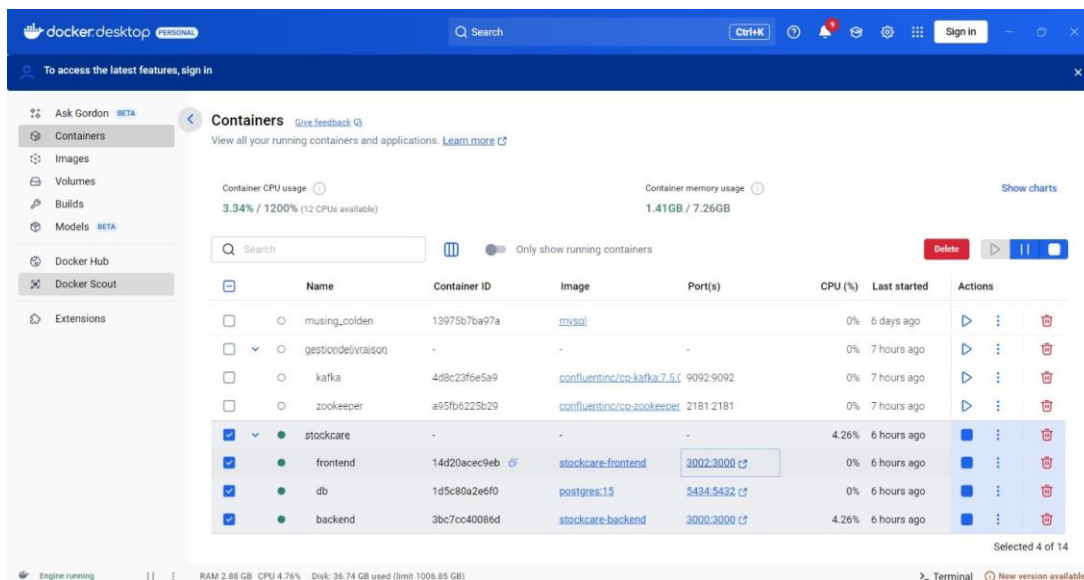 docker.desktop PERSONAL Search Ctrl+K 9 Sign in
To access the latest features, sign in
Ask Gordon BETA
Containers
Images
Volumes
Builds
Models BETA
Docker Hub
Docker Scout
Extensions
Containers Give feedback
View all your running containers and applications. Learn more
Container CPU usage
3.34% / 1200% (12 CPUs available)
Container memory usage
1.41GB / 7.26GB
Show charts
Search Only show running containers Delete
Name Container ID Image Port(s) CPU (%) Last started Actions
musing_colden 13975b7ba97a mysql 0% 6 days ago
gestiondelivraison - - - 0% 7 hours ago
kafka 4d8c23f6e5a9 confluentinc/cp-kafka:7.5.( 9092:9092 0% 7 hours ago
zookeeper a95fb6225b29 confluentinc/cp-zookeeper 2181:2181 0% 7 hours ago
stockcare - - - 4.26% 6 hours ago
frontend 14d20acec9eb stockcare-frontend 3002:3000 0% 6 hours ago
db 1d5c80a2e6f0 postgres:15 5434:5432 0% 6 hours ago
backend 3bc7cc40086d stockcare-backend 3000:3000 4.26% 6 hours ago
Selected 4 of 14
Engine running RAM 2.88 GB CPU 4.76% Disk: 36.74 GB used (limit 1006.85 GB) Terminal New version available